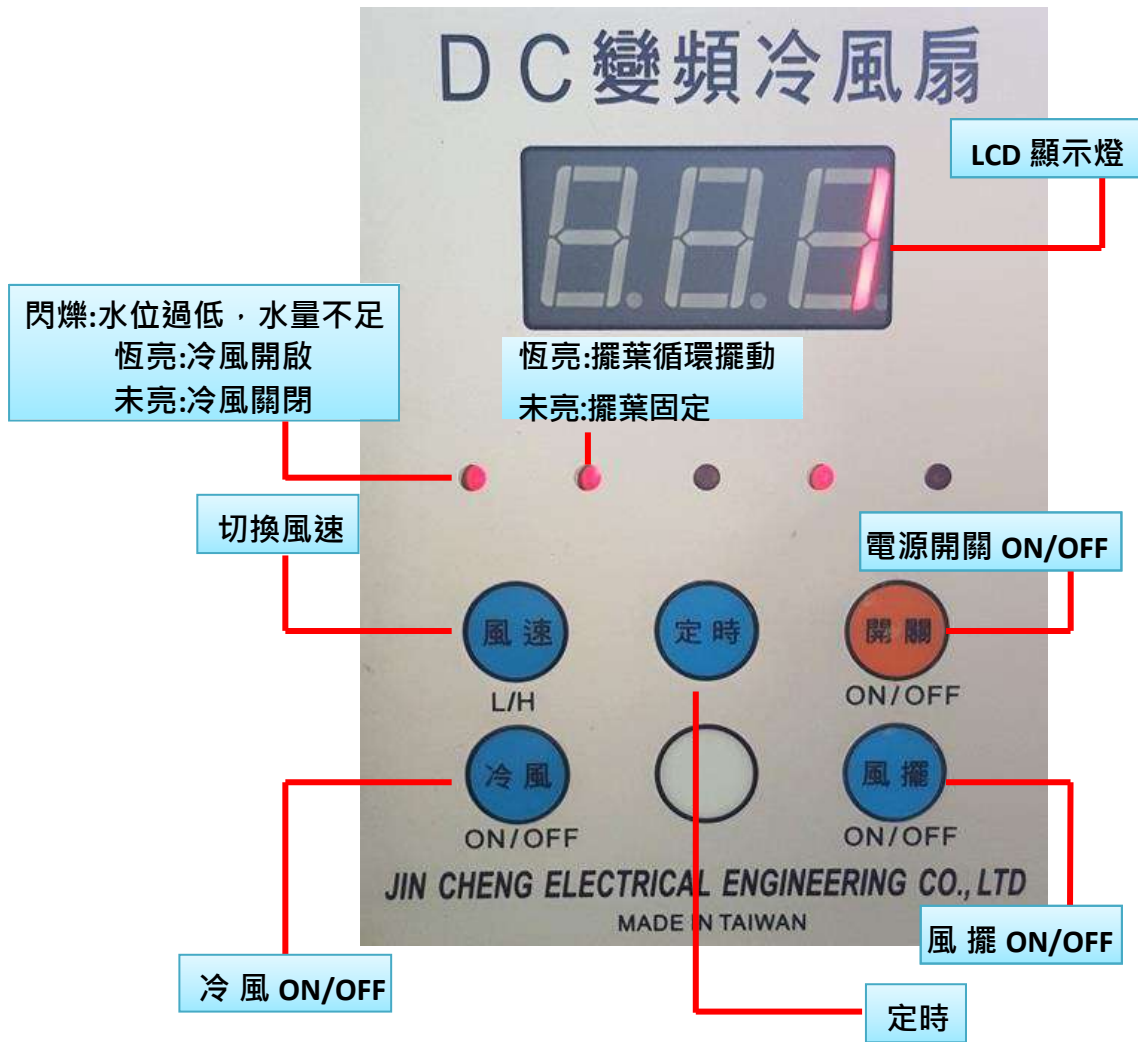 DC變頻冷風扇
LCD 顯示燈
閃爍:水位過低，水量不足
恆亮:冷風開啟
未亮:冷風關閉
恆亮:擺葉循環擺動
未亮:擺葉固定
切換風速
電源開關 ON/OFF
風速
定時
開關
L/H
ON/OFF
冷風
風擺
ON/OFF
ON/OFF
JIN CHENG ELECTRICAL ENGINEERING CO., LTD
MADE IN TAIWAN
風 擺 ON/OFF
冷 風 ON/OFF
定時
1